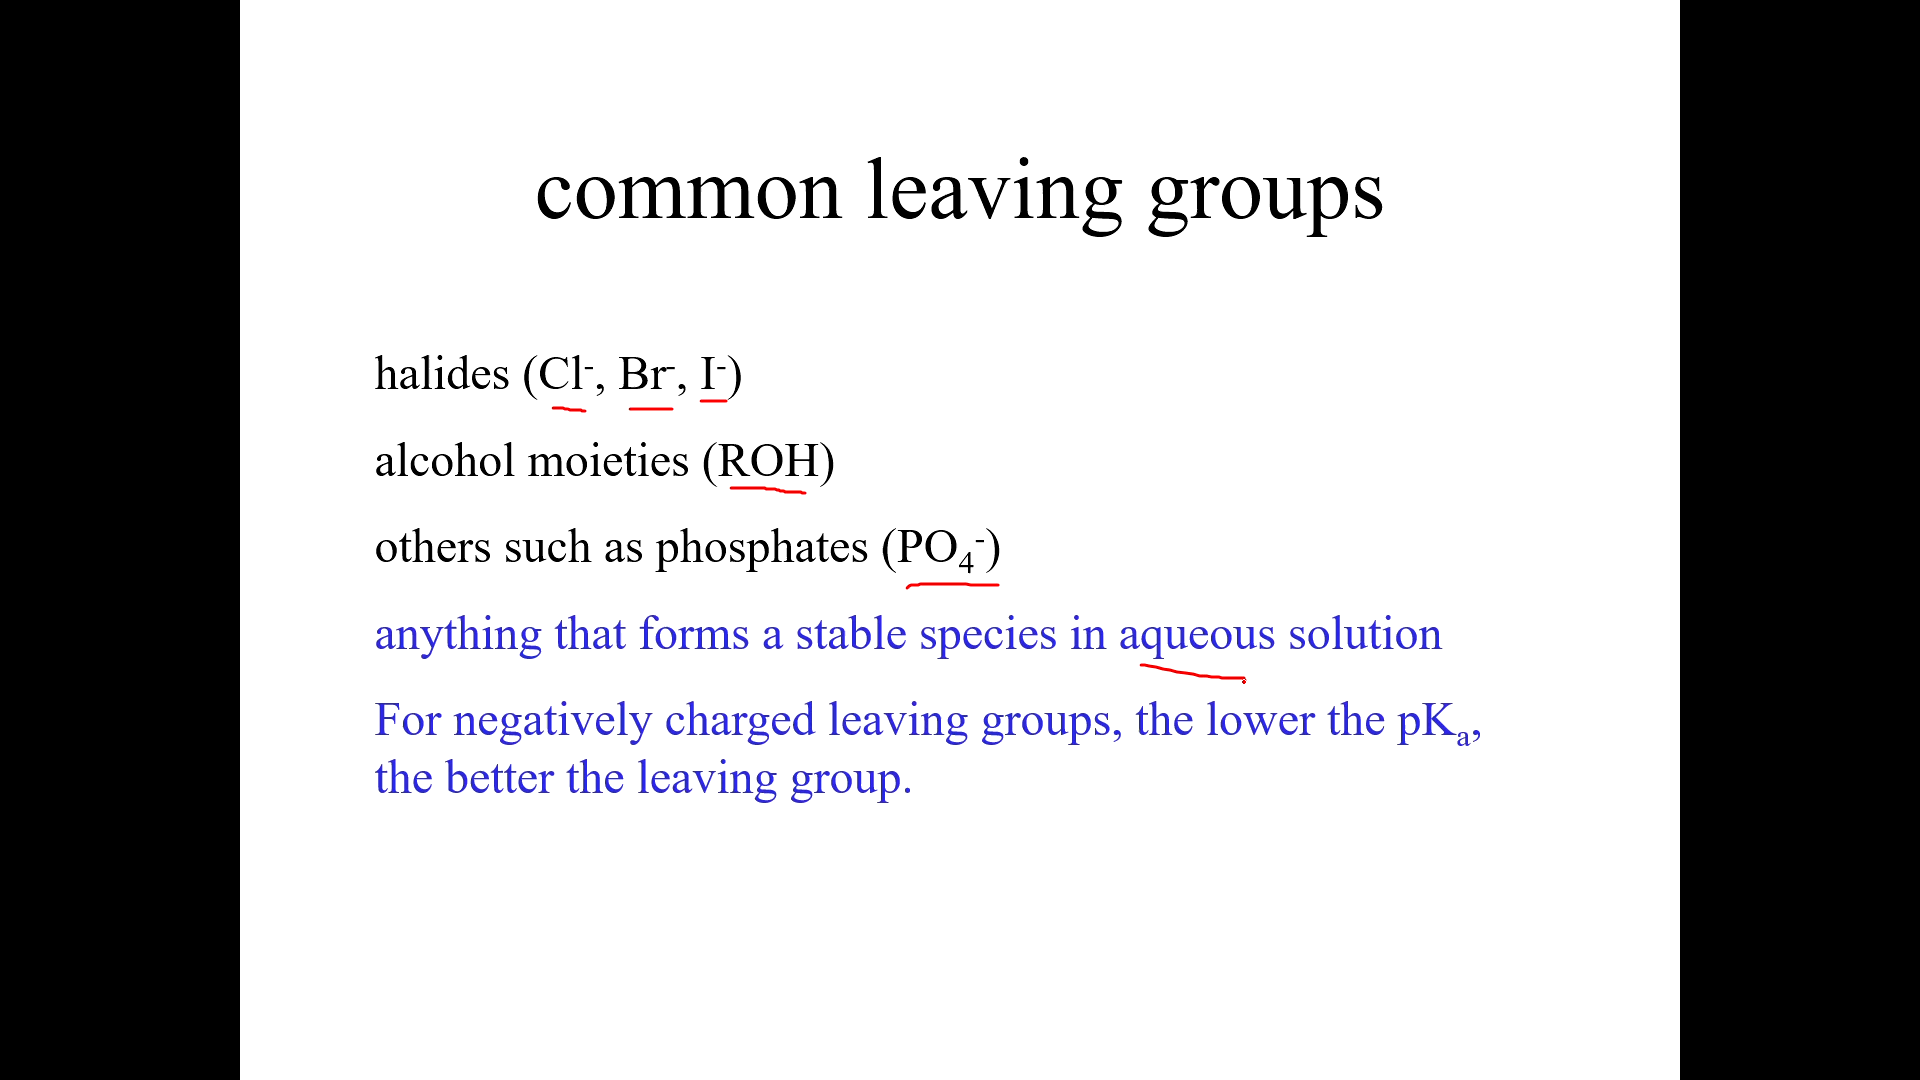 common leaving groups
halides (Cl⁻, Br⁻, I⁻)
alcohol moieties (ROH)
others such as phosphates (PO₄⁻)
anything that forms a stable species in aqueous solution
For negatively charged leaving groups, the lower the pKₐ,
the better the leaving group.